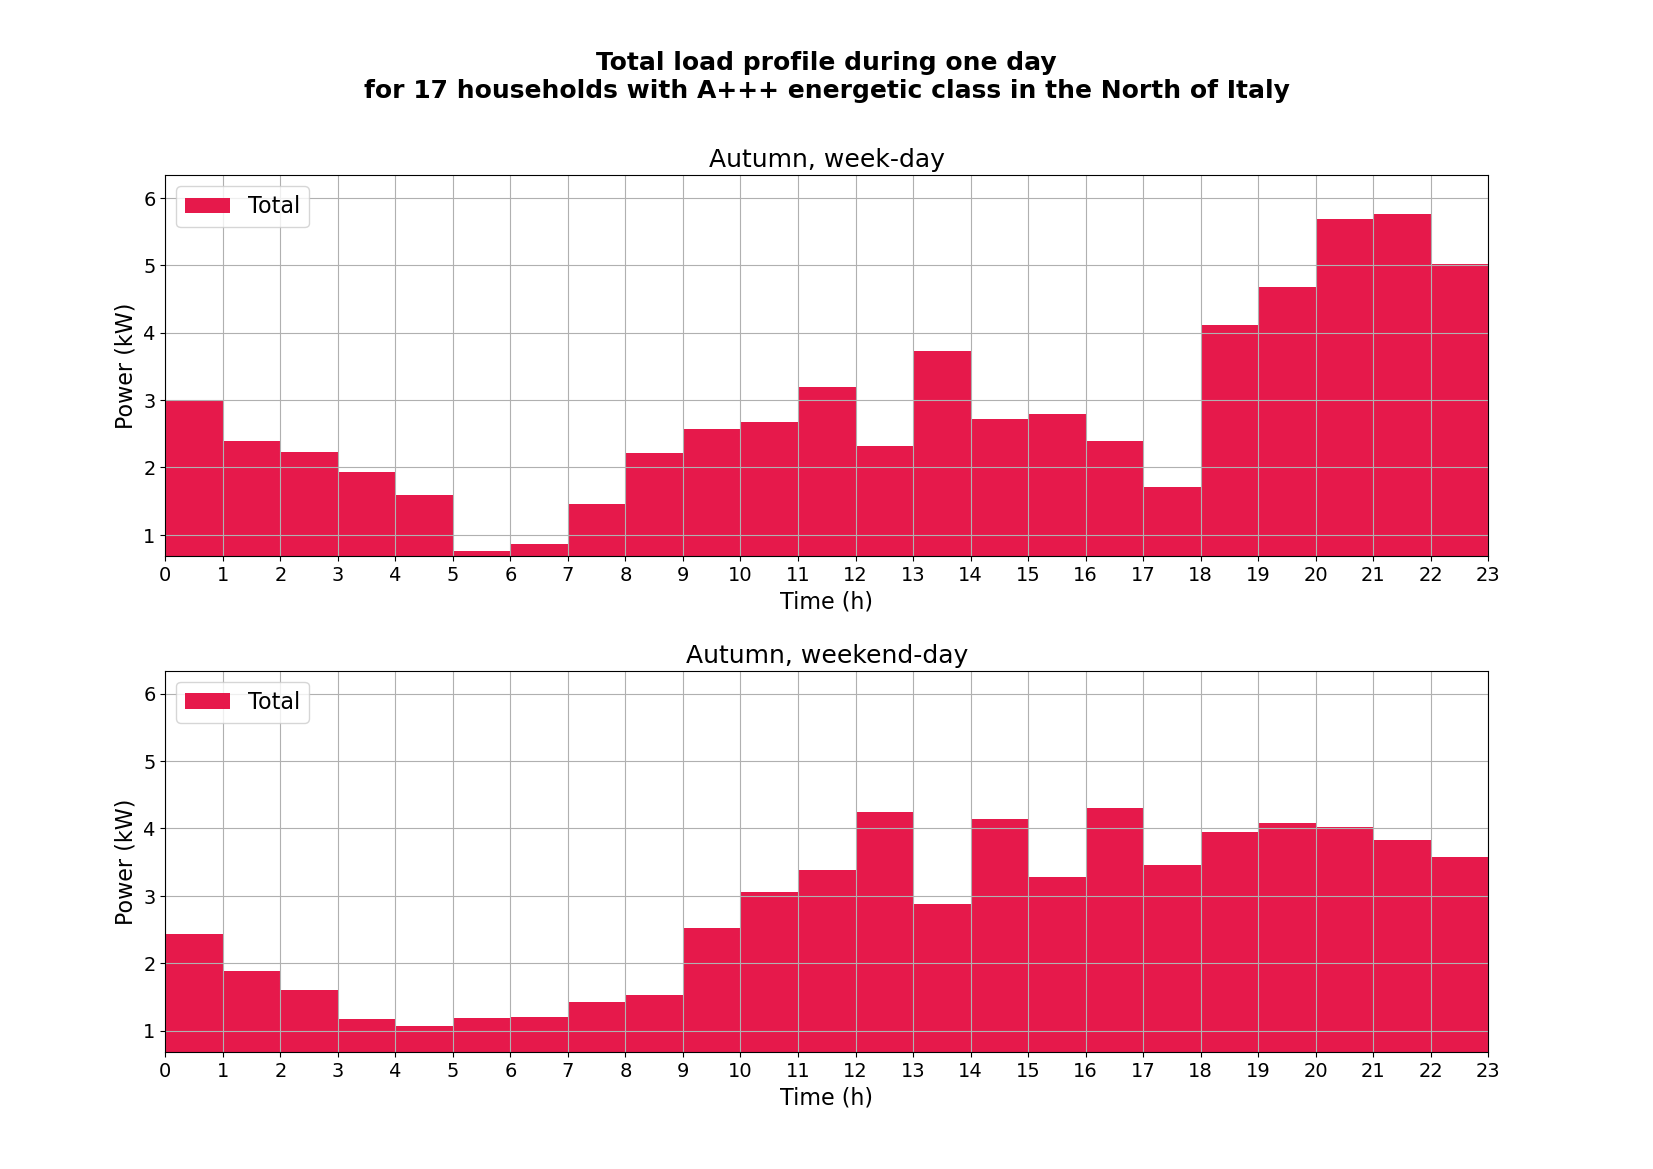 Total load profile during one day
for 17 households with A+++ energetic class in the North of Italy
Autumn, week-day
Total
6
5
4
3
2
1
Power (kW)
0 1 2 3 4 5 6 7 8 9 10 11 12 13 14 15 16 17 18 19 20 21 22 23
Time (h)
Autumn, weekend-day
Total
6
5
4
3
2
1
Power (kW)
0 1 2 3 4 5 6 7 8 9 10 11 12 13 14 15 16 17 18 19 20 21 22 23
Time (h)